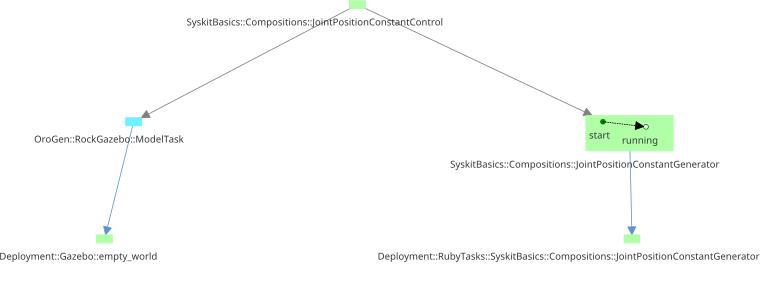 SyskitBasics::Compositions::JointPositionConstantControl
OroGen::RockGazebo::ModelTask
start
running
SyskitBasics::Compositions::JointPositionConstantGenerator
Deployment::Gazebo::empty_world
Deployment::RubyTasks::SyskitBasics::Compositions::JointPositionConstantGenerator